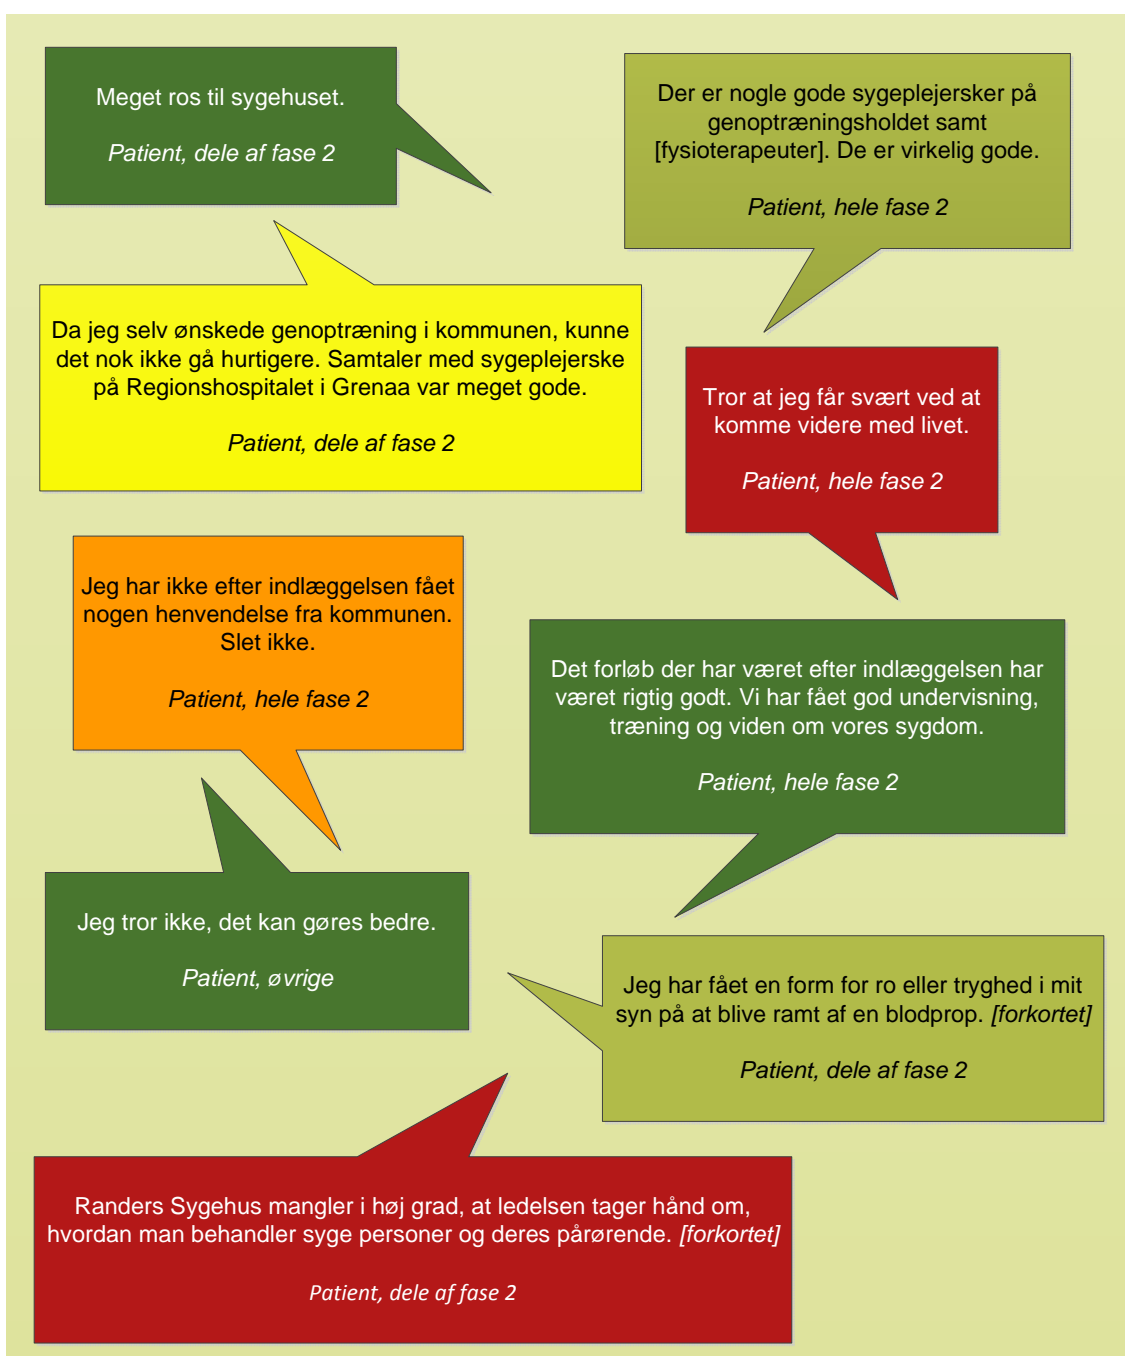 Meget ros til sygehuset.
Patient, dele af fase 2
Der er nogle gode sygeplejersker på
genoptræningsholdet samt
[fysioterapeuter]. De er virkelig gode.
Patient, hele fase 2
Da jeg selv ønskede genoptræning i kommunen, kunne
det nok ikke gå hurtigere. Samtaler med sygeplejerske
på Regionshospitalet i Grenaa var meget gode.
Patient, dele af fase 2
Tror at jeg får svært ved at
komme videre med livet.
Patient, hele fase 2
Jeg har ikke efter indlæggelsen fået
nogen henvendelse fra kommunen.
Slet ikke.
Patient, hele fase 2
Det forløb der har været efter indlæggelsen har
været rigtig godt. Vi har fået god undervisning,
træning og viden om vores sygdom.
Patient, hele fase 2
Jeg tror ikke, det kan gøres bedre.
Patient, øvrige
Jeg har fået en form for ro eller tryghed i mit
syn på at blive ramt af en blodprop. [forkortet]
Patient, dele af fase 2
Randers Sygehus mangler i høj grad, at ledelsen tager hånd om,
hvordan man behandler syge personer og deres pårørende. [forkortet]
Patient, dele af fase 2